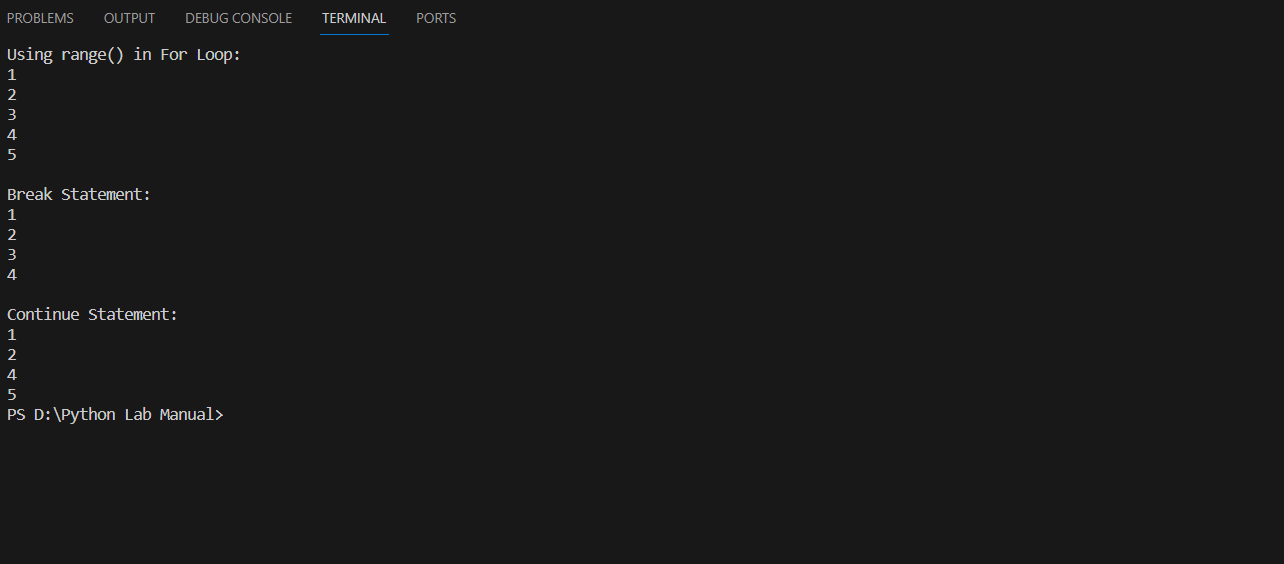 PROBLEMS OUTPUT DEBUG CONSOLE TERMINAL PORTS
Using range() in For Loop:
1
2
3
4
5
Break Statement:
1
2
3
4
Continue Statement:
1
2
4
5
PS D:\Python Lab Manual>